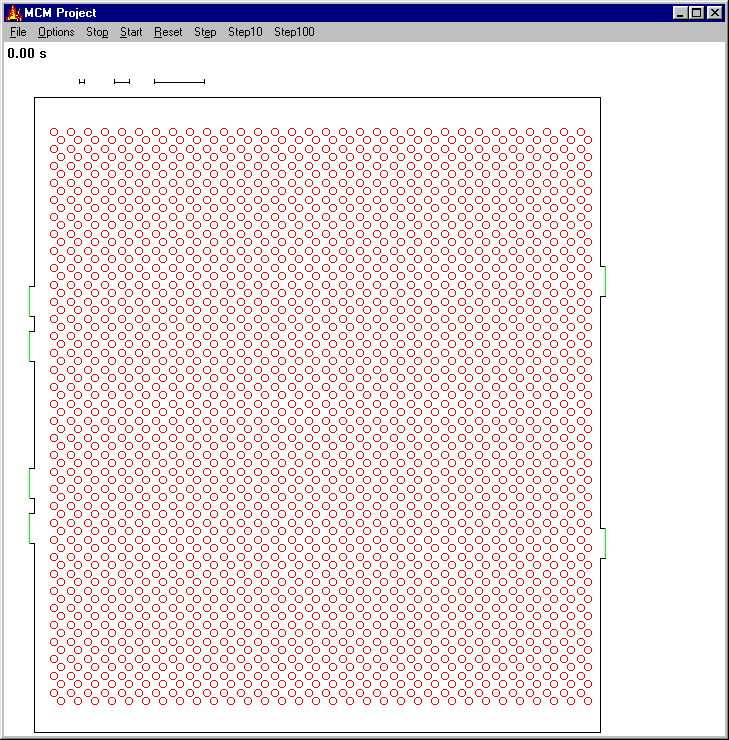 MCM Project
File Options Stop Start Reset Step Step10 Step100
0.00 s